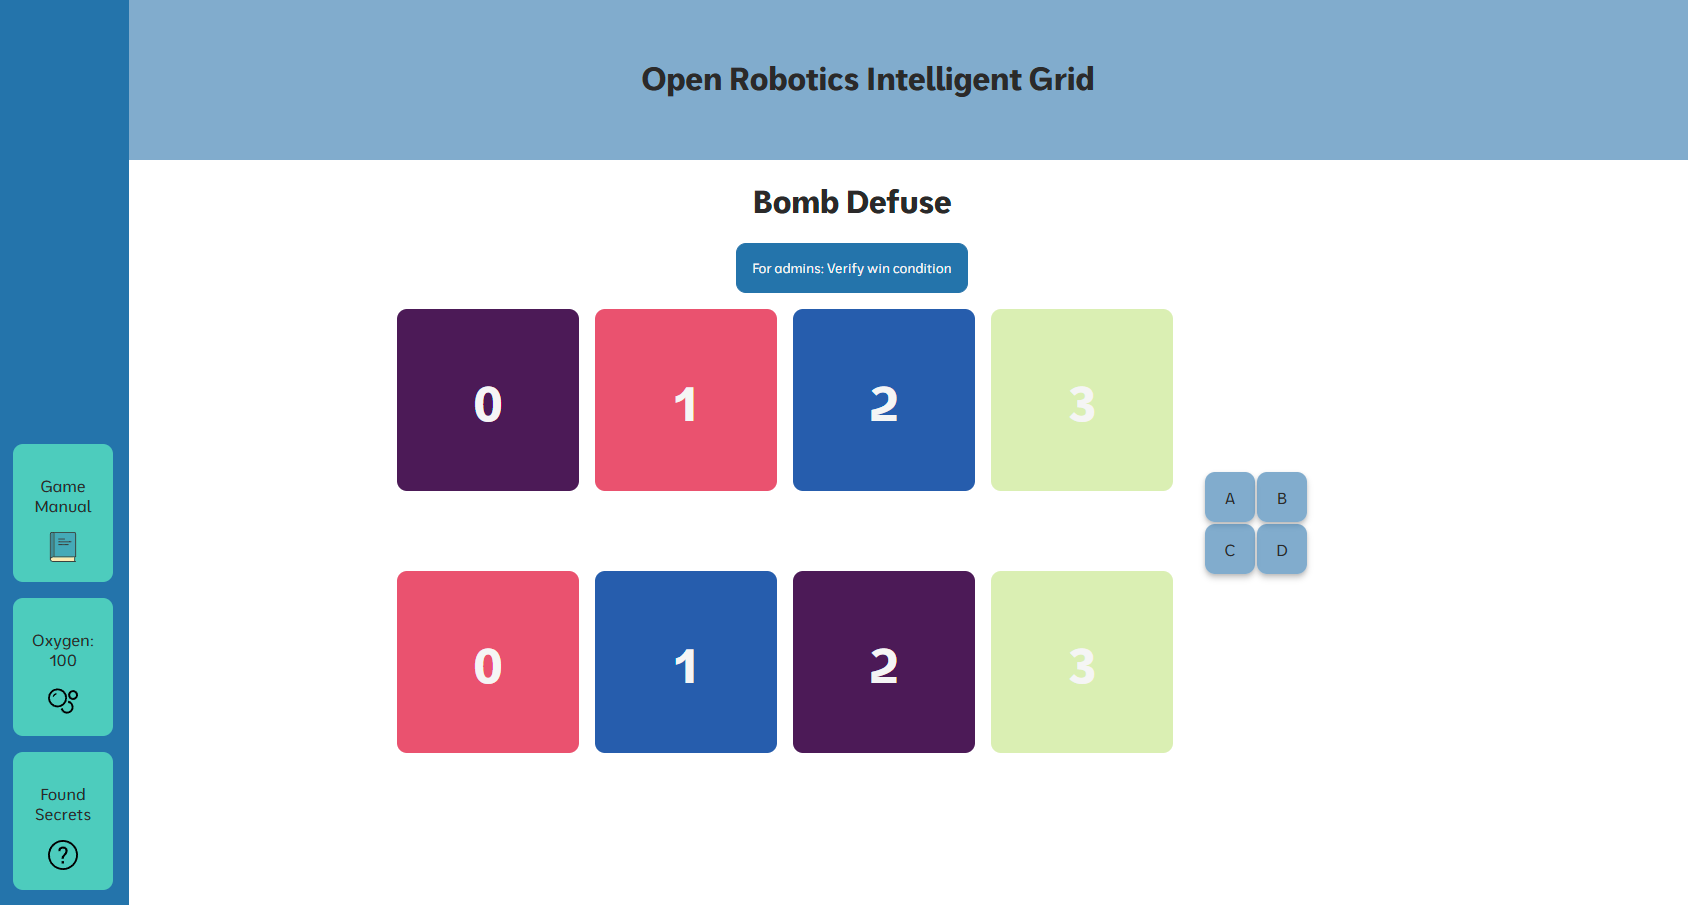 Open Robotics Intelligent Grid
Bomb Defuse
For admins: Verify win condition
0 1 2 3
A B
C D
0 1 2 3
Game
Manual
Oxygen:
100
Found
Secrets
?